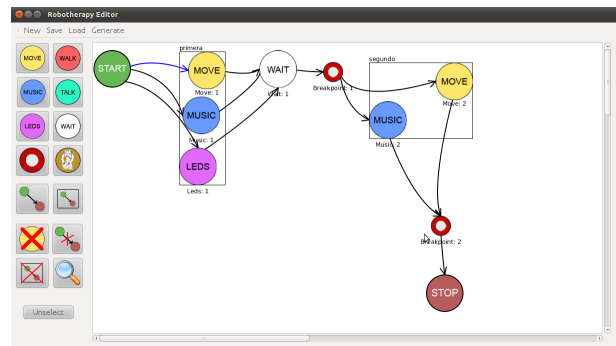 Robotherapy Editor
New Save Load Generate
MOVE WALK
MUSIC TALK
LEDS WAIT
Unselect
START
primera
MOVE
Move: 1
MUSIC
Music: 1
LEDS
Leds: 1
WAIT
Wait: 1
Breakpoint: 1
segundo
MOVE
Move: 2
MUSIC
Music: 2
Breakpoint: 2
STOP